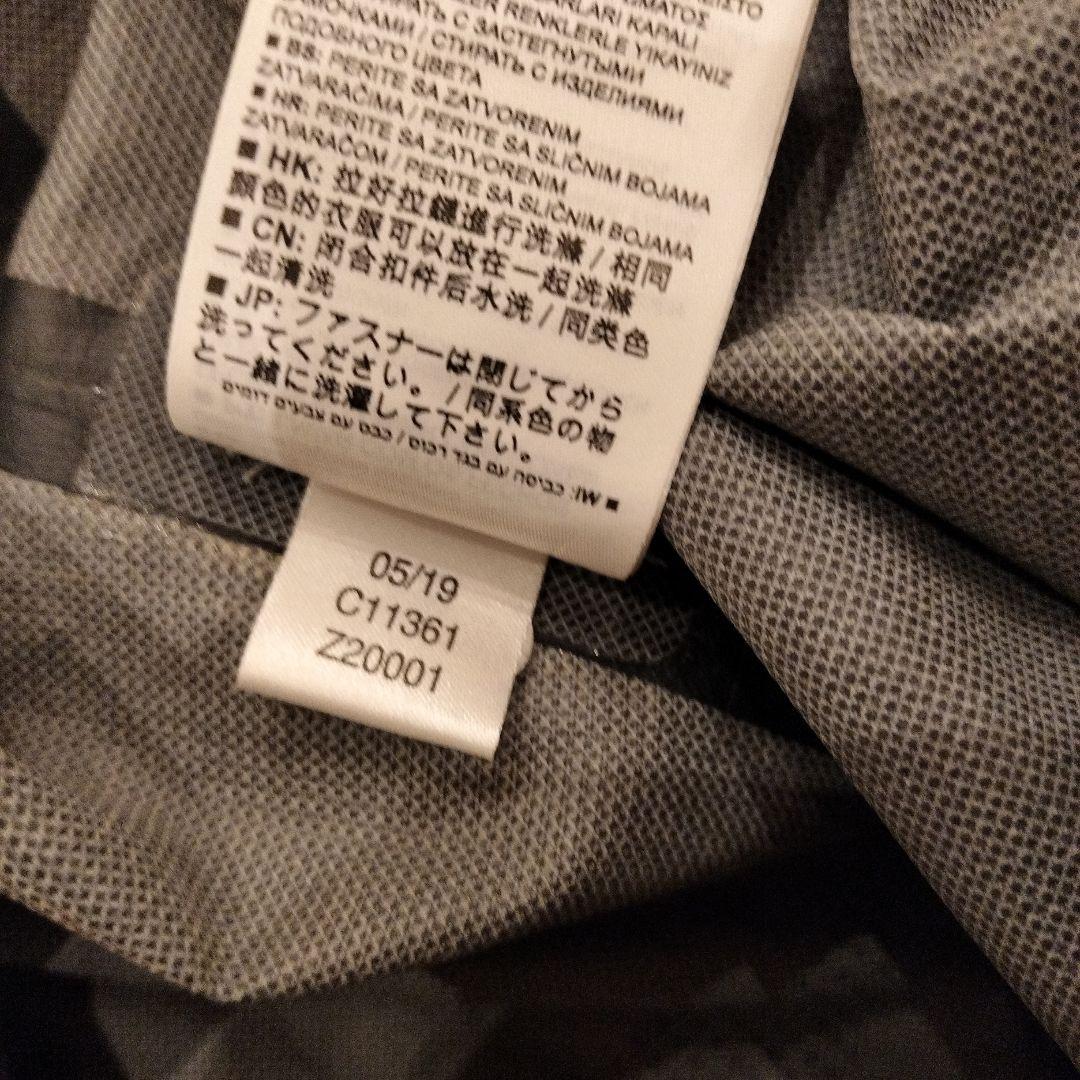 RENKLERLE YIKAYINIZ
СТИРАТЬ С ЗАСТЕГНУТЫМИ
/ СТИРАТЬ С ИЗДЕЛИЯМИ
ПОДОБНОГО ЦВЕТА
■ BS: PERITE SA ZATVORENIM
ZATVARAČIMA / PERITE SA SLIČNIM BOJAMA
■ HR: PERITE SA ZATVORENIM
ZATVARAČOM / PERITE SA SLIČNIM BOJAMA
■ HK: 拉好拉鏈進行洗滌 / 相同
顏色的衣服可以放在一起洗滌
■ CN: 闭合扣件后水洗 / 同类色
一起清洗
■ JP: ファスナーは閉じてから
洗ってください。 / 同系色の物
と一緒に洗濯して下さい。
05/19
C11361
Z20001